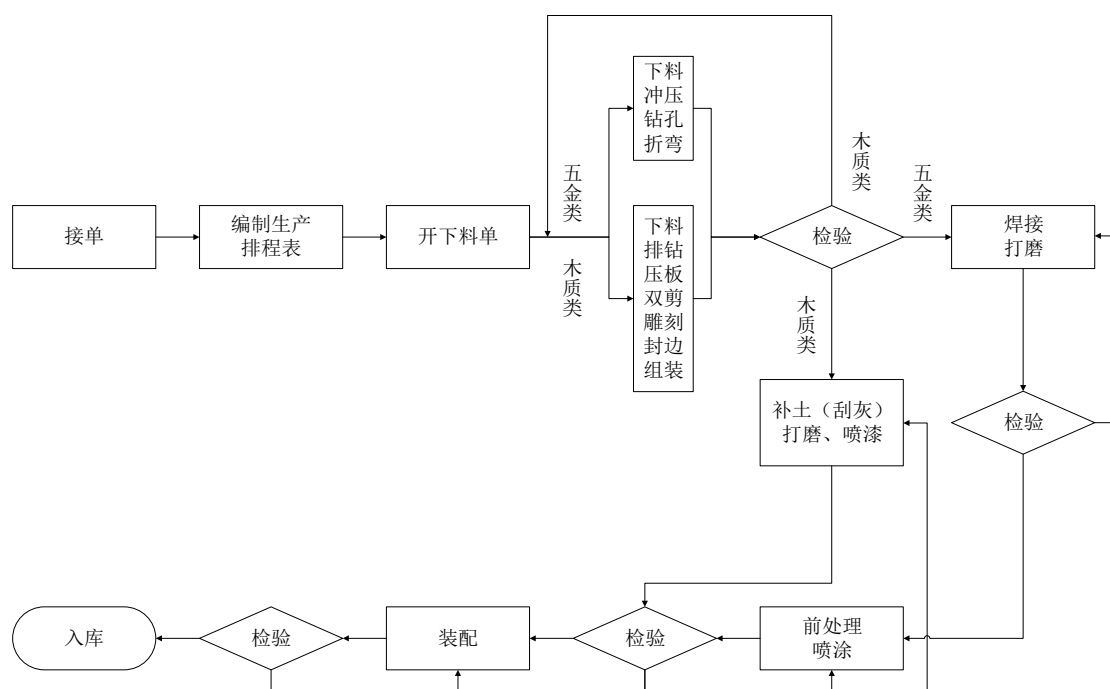 下料
冲压
钻孔
折弯
木质类
五金类
五金类
接单
编制生产
排程表
开下料单
木质类
下料
排钻
压板
双剪
雕刻
封边
组装
检验
焊接
打磨
木质类
补土（刮灰）
打磨、喷漆
检验
入库
检验
装配
检验
前处理
喷涂